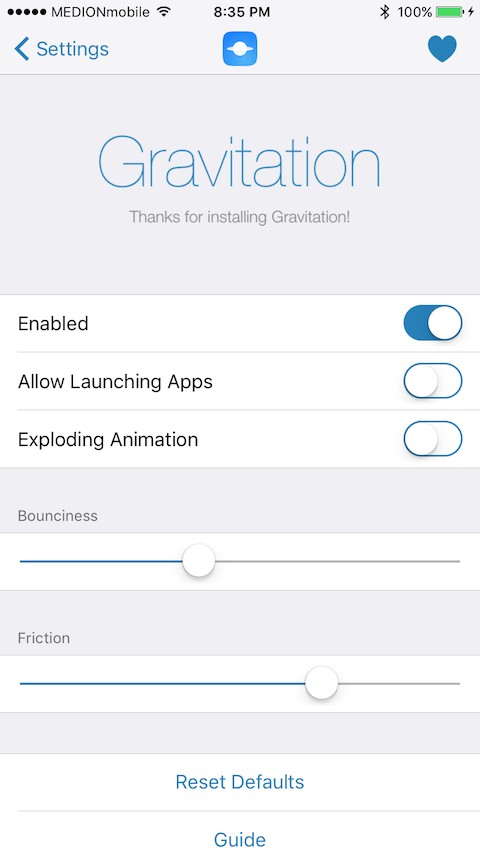 MEDIONmobile 8:35 PM 100%
Settings
Gravitation
Thanks for installing Gravitation!
Enabled
Allow Launching Apps
Exploding Animation
Bounciness
Friction
Reset Defaults
Guide